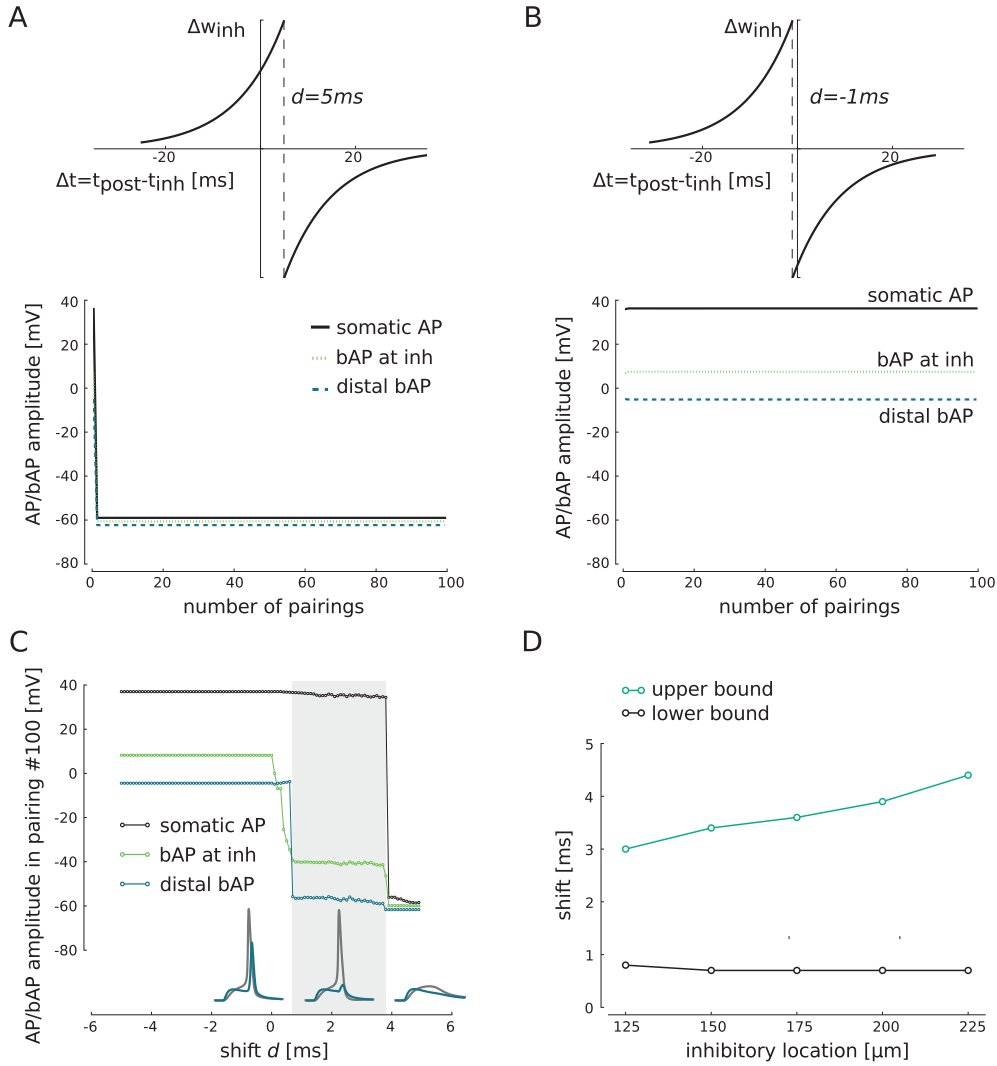 A
Δwinh
d=5ms
-20
20
Δt=tpost-tinh [ms]
B
Δwinh
d=-1ms
-20
20
Δt=tpost-tinh [ms]
AP/bAP amplitude [mV]
40
20
0
-20
-40
-60
-80
somatic AP
bAP at inh
distal bAP
0
20
40
60
80
100
number of pairings
AP/bAP amplitude [mV]
40
20
0
-20
-40
-60
-80
somatic AP
bAP at inh
distal bAP
0
20
40
60
80
100
number of pairings
C
AP/bAP amplitude in pairing #100 [mV]
40
20
0
-20
-40
-60
-80
somatic AP
bAP at inh
distal bAP
-6
-4
-2
0
2
4
6
shift d [ms]
D
upper bound
lower bound
shift [ms]
5
4
3
2
1
0
125
150
175
200
225
inhibitory location [µm]